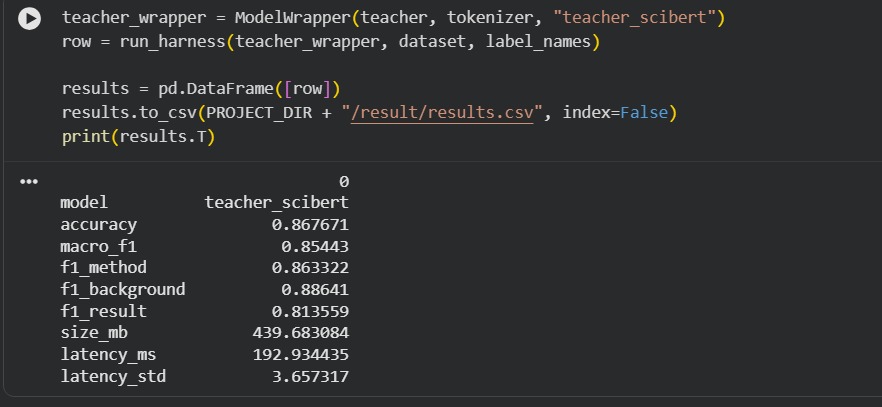 teacher_wrapper = ModelWrapper(teacher, tokenizer, "teacher_scibert")
row = run_harness(teacher_wrapper, dataset, label_names)
results = pd.DataFrame([row])
results.to_csv(PROJECT_DIR + "/result/results.csv", index=False)
print(results.T)
0
model teacher_scibert
accuracy 0.867671
macro_f1 0.85443
f1_method 0.863322
f1_background 0.88641
f1_result 0.813559
size_mb 439.683084
latency_ms 192.934435
latency_std 3.657317